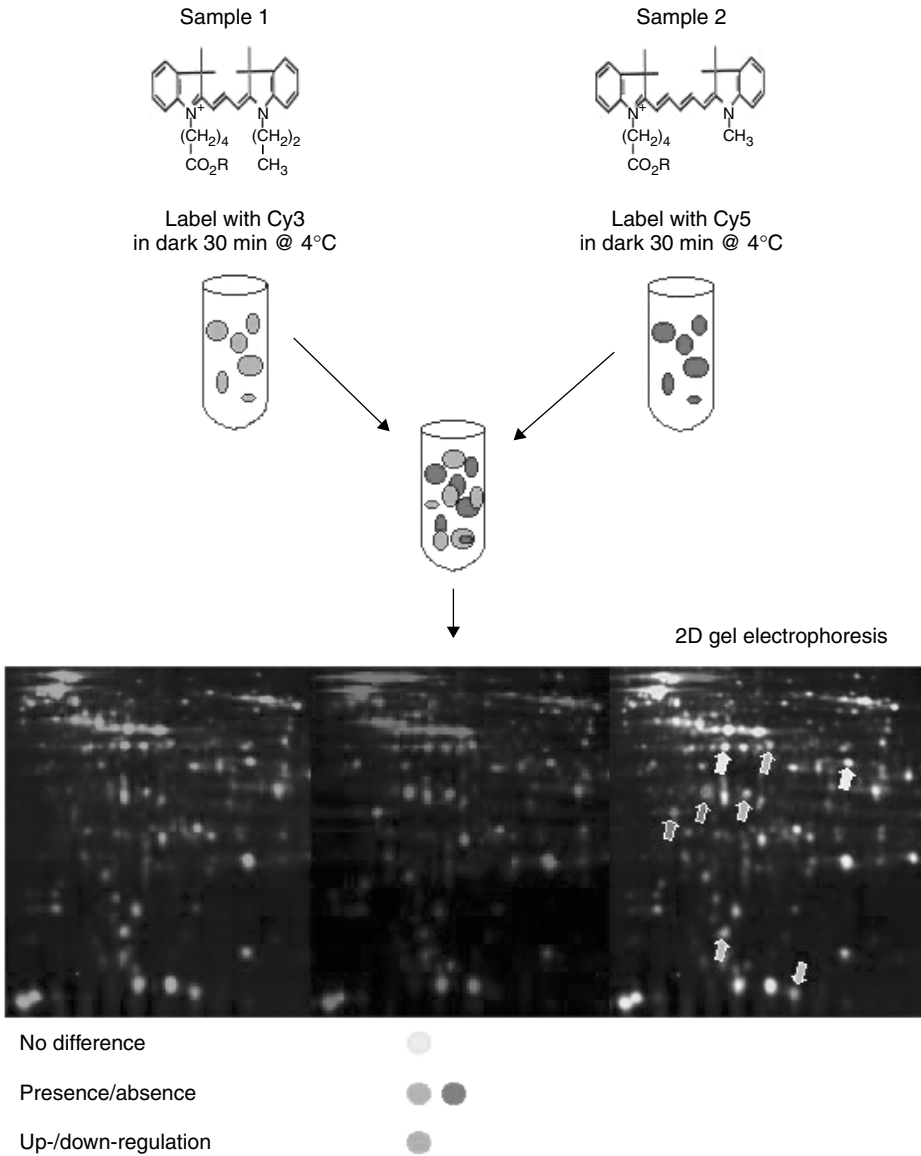 Sample 1
Sample 2
N+
N
(CH2)4
(CH2)2
CO2R
CH3
N+
N
(CH2)4
CH3
CO2R
Label with Cy3
in dark 30 min @ 4°C
Label with Cy5
in dark 30 min @ 4°C
2D gel electrophoresis
No difference
Presence/absence
Up-/down-regulation